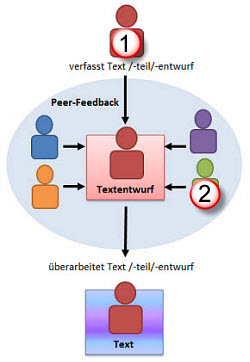 1
verfasst Text /-teil/-entwurf
Peer-Feedback
Textentwurf
2
überarbeitet Text /-teil/-entwurf
Text